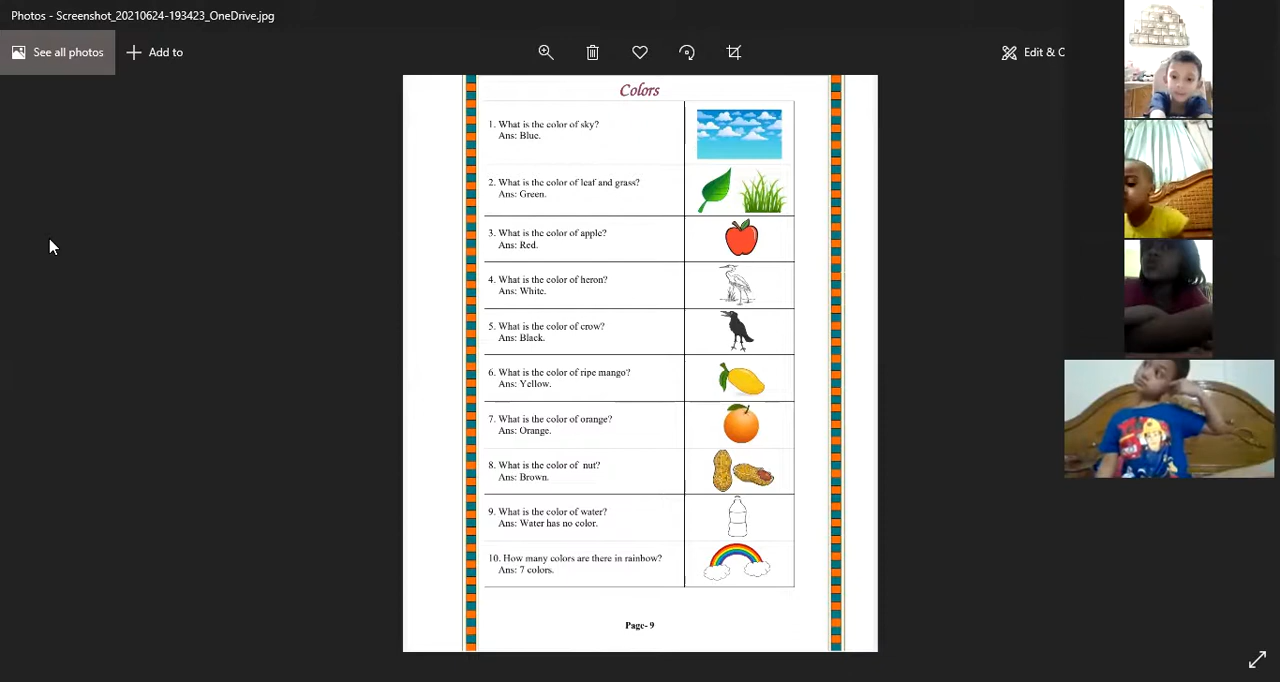 Photos - Screenshot_20210624-193423_OneDrive.jpg
See all photos
Add to
Edit & C
Colors
1. What is the color of sky?
Ans: Blue.
2. What is the color of leaf and grass?
Ans: Green.
3. What is the color of apple?
Ans: Red.
4. What is the color of heron?
Ans: White.
5. What is the color of crow?
Ans: Black.
6. What is the color of ripe mango?
Ans: Yellow.
7. What is the color of orange?
Ans: Orange.
8. What is the color of nut?
Ans: Brown.
9. What is the color of water?
Ans: Water has no color.
10. How many colors are there in rainbow?
Ans: 7 colors.
Page- 9